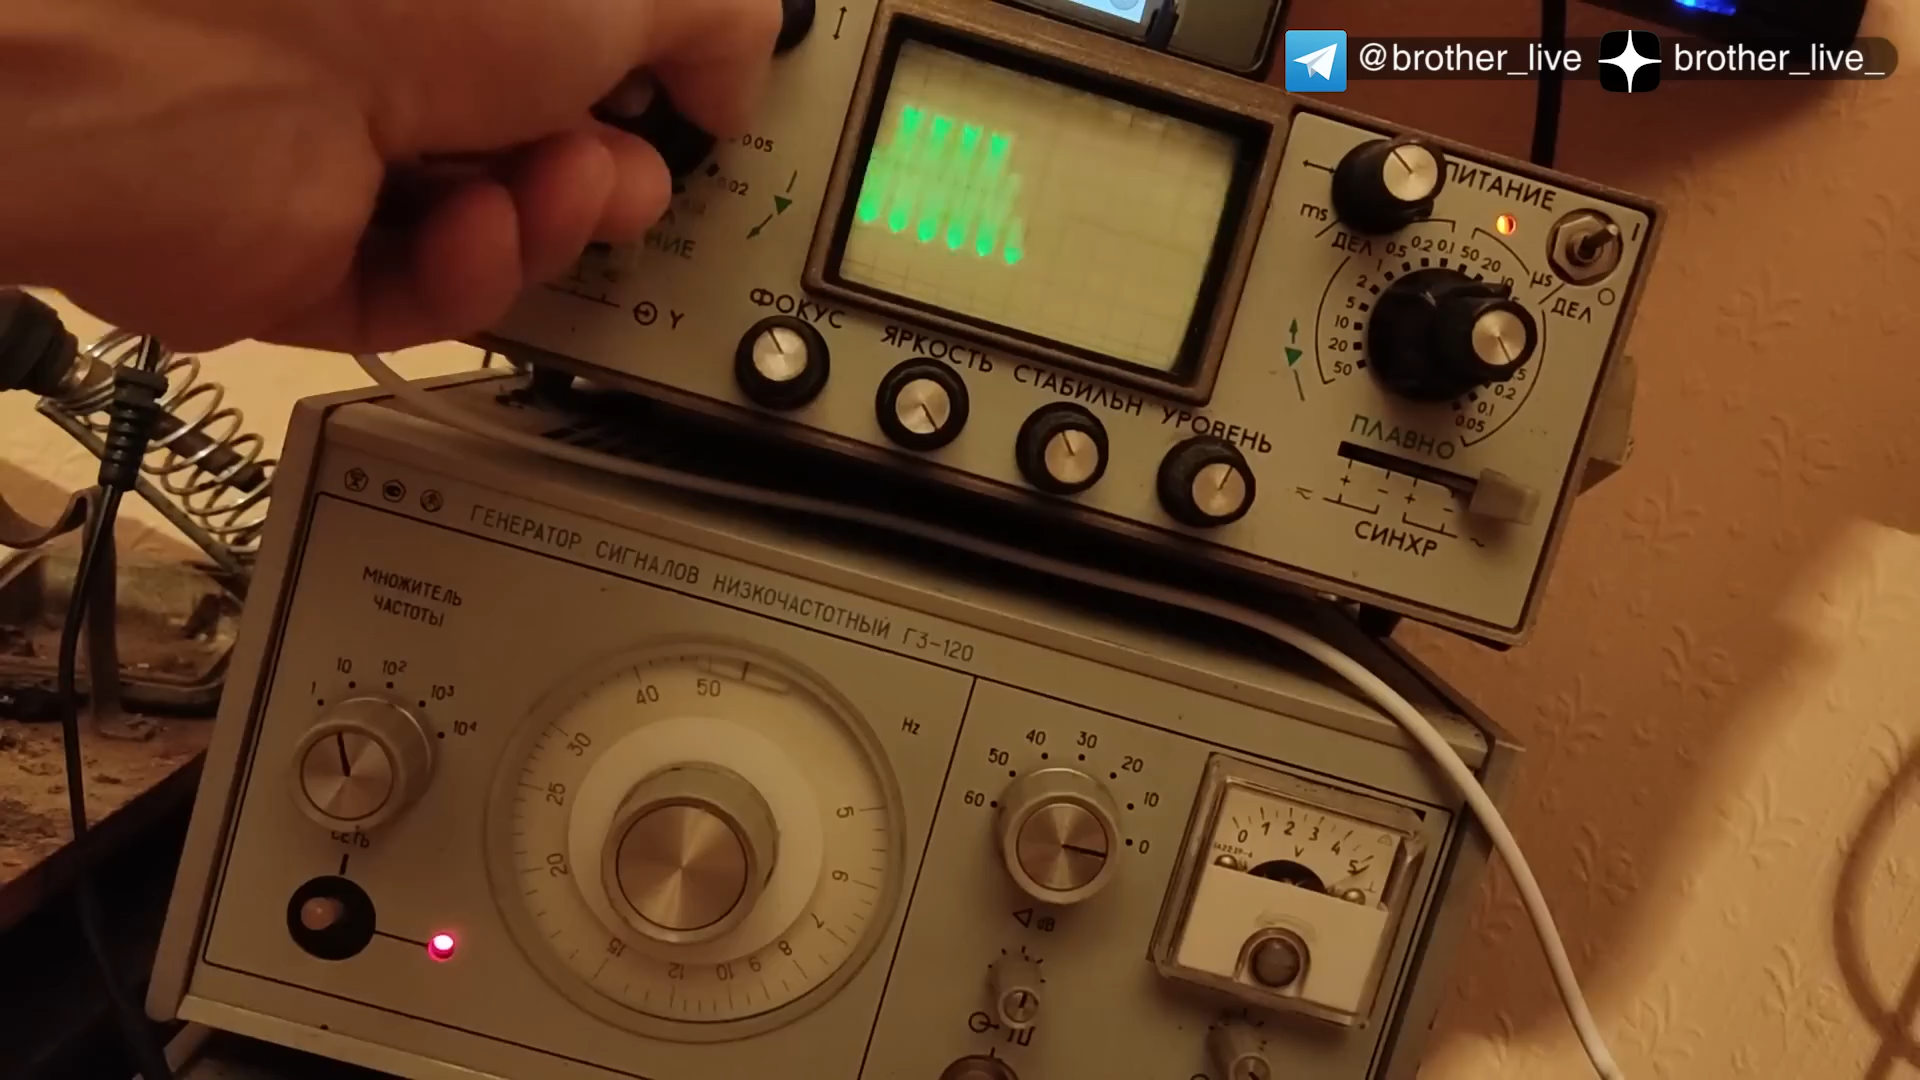 @brother_live brother_live_
ПИТАНИЕ
ms
ДЕЛ
0.5 0.2 0.1 50 20 10
µs
ДЕЛ
1
2
5
10
20
50
.5
0.2
0.1
0.05
0.05
0.02
НИЕ
Y
ФОКУС
ЯРКОСТЬ
СТАБИЛЬН
УРОВЕНЬ
ПЛАВНО
+ - + -
СИНХР
ГЕНЕРАТОР СИГНАЛОВ НИЗКОЧАСТОТНЫЙ Г3-120
МНОЖИТЕЛЬ
ЧАСТОТЫ
1 10 10² 10³ 10⁴
СЕТЬ
Hz
5 6 7 8 9 10 12 15 20 25 30 40 50
60 50 40 30 20 10 0
dB
0 1 2 3 4 5
V